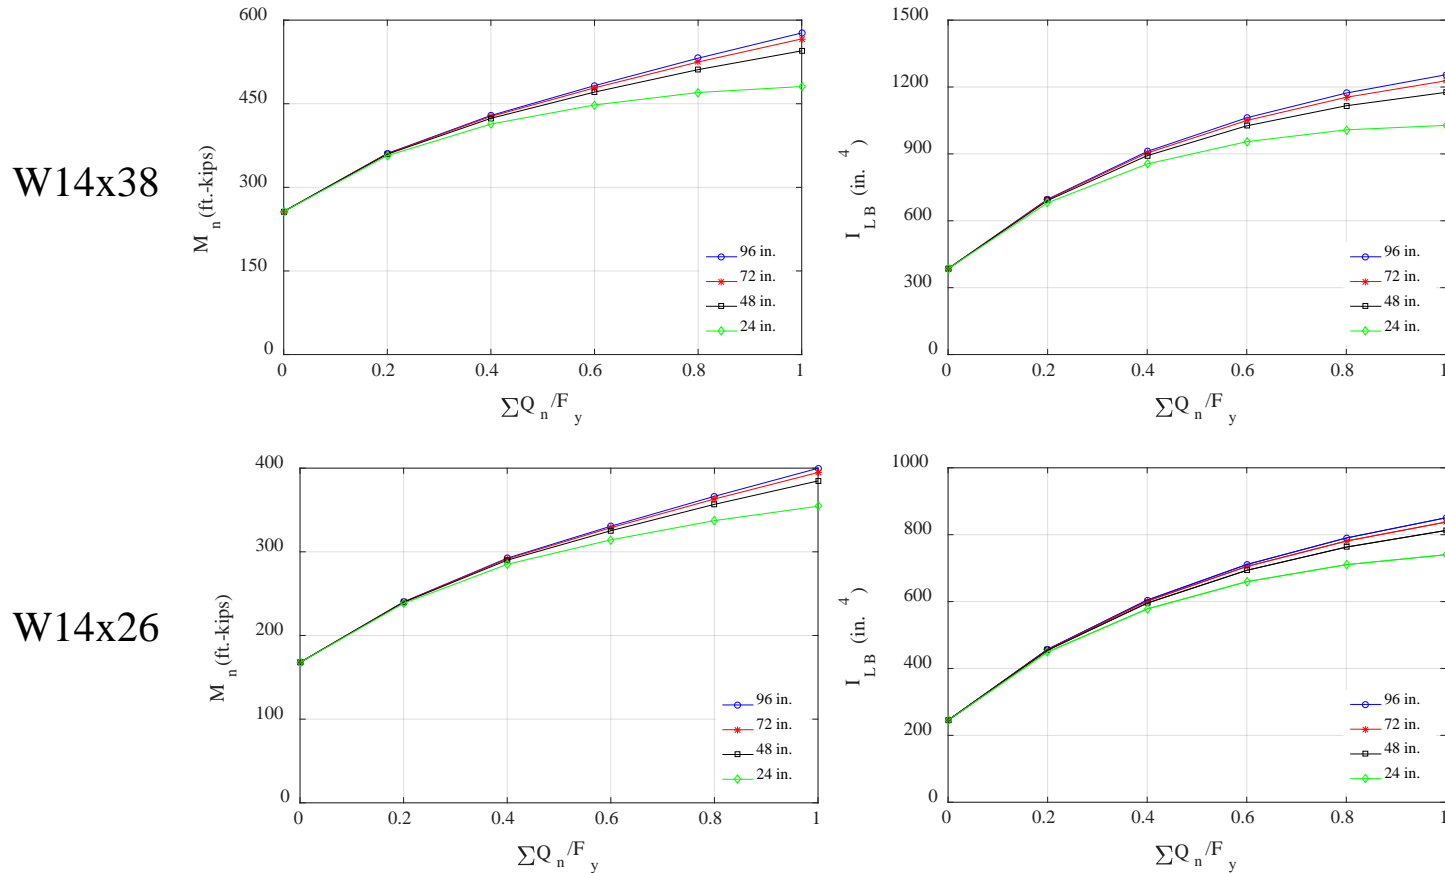 W14x38
M n (ft.-kips)
600
450
300
150
0
0 0.2 0.4 0.6 0.8 1
∑Q n /F y
96 in.
72 in.
48 in.
24 in.
I LB (in. 4 )
1500
1200
900
600
300
0
0 0.2 0.4 0.6 0.8 1
∑Q n /F y
96 in.
72 in.
48 in.
24 in.
W14x26
M n (ft.-kips)
400
300
200
100
0
0 0.2 0.4 0.6 0.8 1
∑Q n /F y
96 in.
72 in.
48 in.
24 in.
I LB (in. 4 )
1000
800
600
400
200
0
0 0.2 0.4 0.6 0.8 1
∑Q n /F y
96 in.
72 in.
48 in.
24 in.